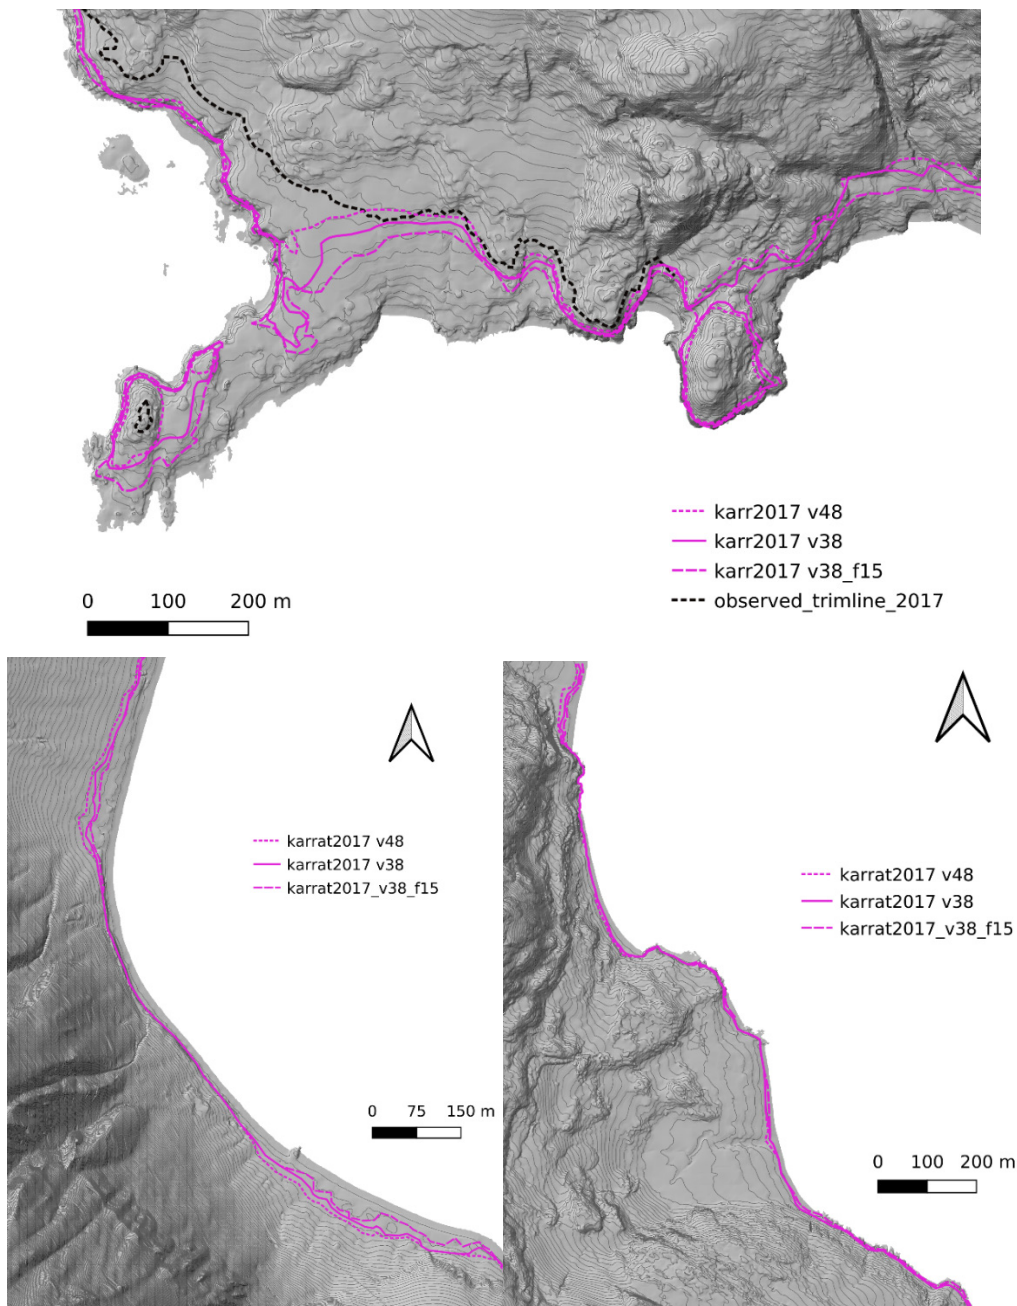 karr2017 v48
karr2017 v38
karr2017 v38_f15
observed_trimline_2017
0 100 200 m
karrat2017 v48
karrat2017 v38
karrat2017_v38_f15
0 75 150 m
karrat2017 v48
karrat2017 v38
karrat2017_v38_f15
0 100 200 m